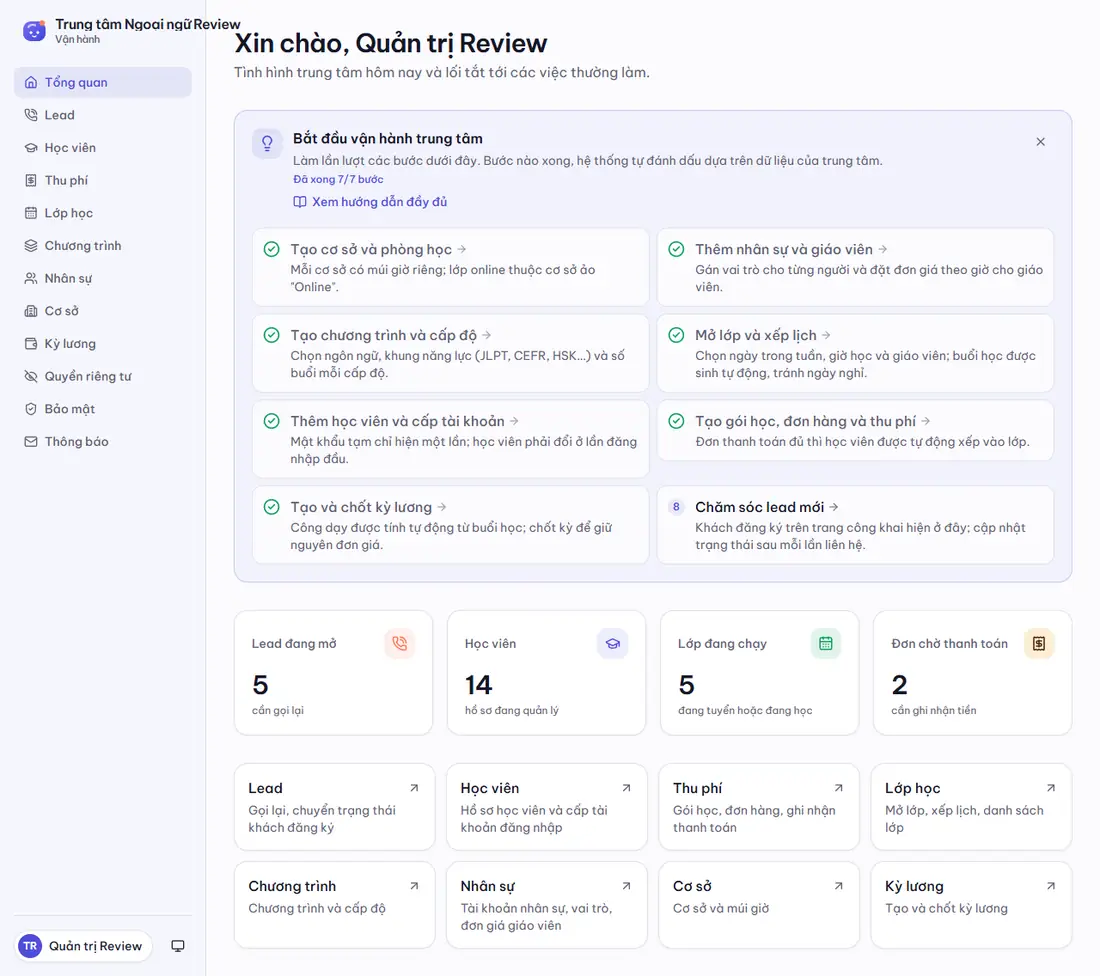 Trung tâm Ngoại ngữ Review
Vận hành
Tổng quan
Lead
Học viên
Thu phí
Lớp học
Chương trình
Nhân sự
Cơ sở
Kỳ lương
Quyền riêng tư
Bảo mật
Thông báo
TR
Quản trị Review
Xin chào, Quản trị Review
Tình hình trung tâm hôm nay và lối tắt tới các việc thường làm.
Bắt đầu vận hành trung tâm
Làm lần lượt các bước dưới đây. Bước nào xong, hệ thống tự đánh dấu dựa trên dữ liệu của trung tâm.
Đã xong 7/7 bước
Xem hướng dẫn đầy đủ
Tạo cơ sở và phòng học →
Mỗi cơ sở có múi giờ riêng; lớp online thuộc cơ sở ảo
"Online".
Thêm nhân sự và giáo viên →
Gán vai trò cho từng người và đặt đơn giá theo giờ cho giáo
viên.
Tạo chương trình và cấp độ →
Chọn ngôn ngữ, khung năng lực (JLPT, CEFR, HSK...) và số
buổi mỗi cấp độ.
Mở lớp và xếp lịch →
Chọn ngày trong tuần, giờ học và giáo viên; buổi học được
sinh tự động, tránh ngày nghỉ.
Thêm học viên và cấp tài khoản →
Mật khẩu tạm chỉ hiện một lần; học viên phải đổi ở lần đăng
nhập đầu.
Tạo gói học, đơn hàng và thu phí →
Đơn thanh toán đủ thì học viên được tự động xếp vào lớp.
Tạo và chốt kỳ lương →
Công dạy được tính tự động từ buổi học; chốt kỳ để giữ
nguyên đơn giá.
8
Chăm sóc lead mới →
Khách đăng ký trên trang công khai hiện ở đây; cập nhật
trạng thái sau mỗi lần liên hệ.
Lead đang mở
5
cần gọi lại
Học viên
14
hồ sơ đang quản lý
Lớp đang chạy
5
đang tuyển hoặc đang học
Đơn chờ thanh toán
2
cần ghi nhận tiền
Lead
Gọi lại, chuyển trạng thái
khách đăng ký
Học viên
Hồ sơ học viên và cấp tài
khoản đăng nhập
Thu phí
Gói học, đơn hàng, ghi nhận
thanh toán
Lớp học
Mở lớp, xếp lịch, danh sách
lớp
Chương trình
Chương trình và cấp độ
Nhân sự
Tài khoản nhân sự, vai trò,
đơn giá giáo viên
Cơ sở
Cơ sở và múi giờ
Kỳ lương
Tạo và chốt kỳ lương